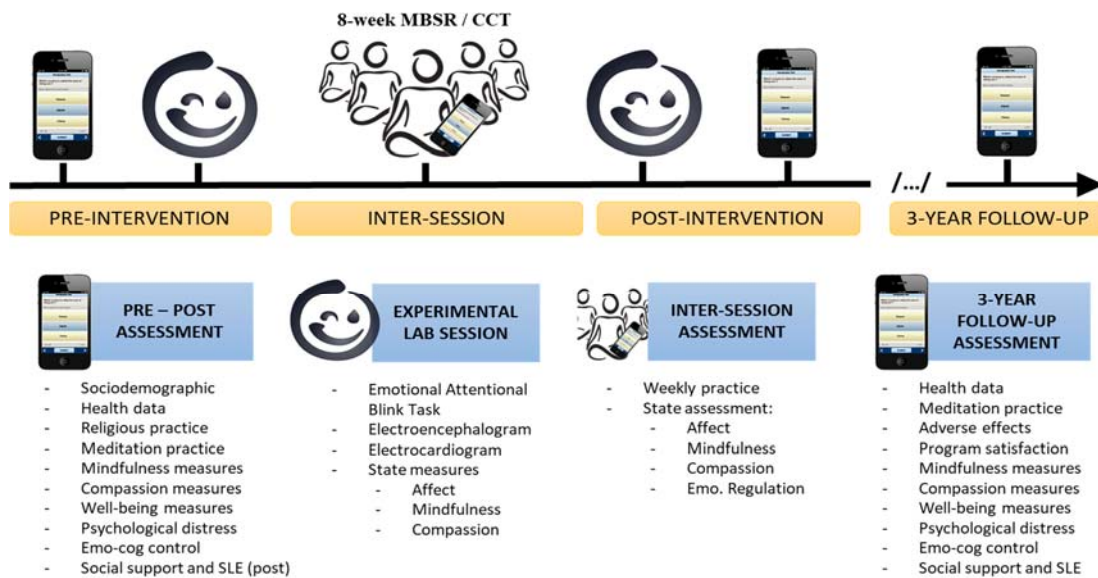 8-week MBSR / CCT
/.../
PRE-INTERVENTION
INTER-SESSION
POST-INTERVENTION
3-YEAR FOLLOW-UP
PRE – POST
ASSESSMENT
- Sociodemographic
- Health data
- Religious practice
- Meditation practice
- Mindfulness measures
- Compassion measures
- Well-being measures
- Psychological distress
- Emo-cog control
- Social support and SLE (post)
EXPERIMENTAL
LAB SESSION
- Emotional Attentional
Blink Task
- Electroencephalogram
- Electrocardiogram
- State measures
- Affect
- Mindfulness
- Compassion
INTER-SESSION
ASSESSMENT
- Weekly practice
- State assessment:
- Affect
- Mindfulness
- Compassion
- Emo. Regulation
3-YEAR
FOLLOW-UP
ASSESSMENT
- Health data
- Meditation practice
- Adverse effects
- Program satisfaction
- Mindfulness measures
- Compassion measures
- Well-being measures
- Psychological distress
- Emo-cog control
- Social support and SLE